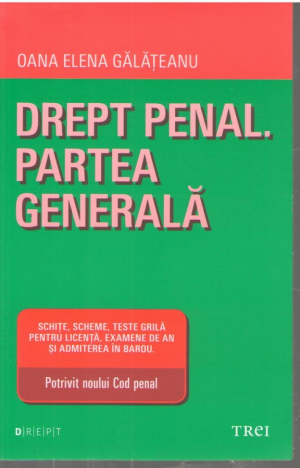 OANA ELENA GĂLĂȚEANU
DREPT PENAL.
PARTEA
GENERALĂ
SCHIȚE, SCHEME, TESTE GRILĂ
PENTRU LICENȚĂ, EXAMENE DE AN
ȘI ADMITEREA ÎN BAROU.
Potrivit noului Cod penal
D|R|E|P|T
TREI